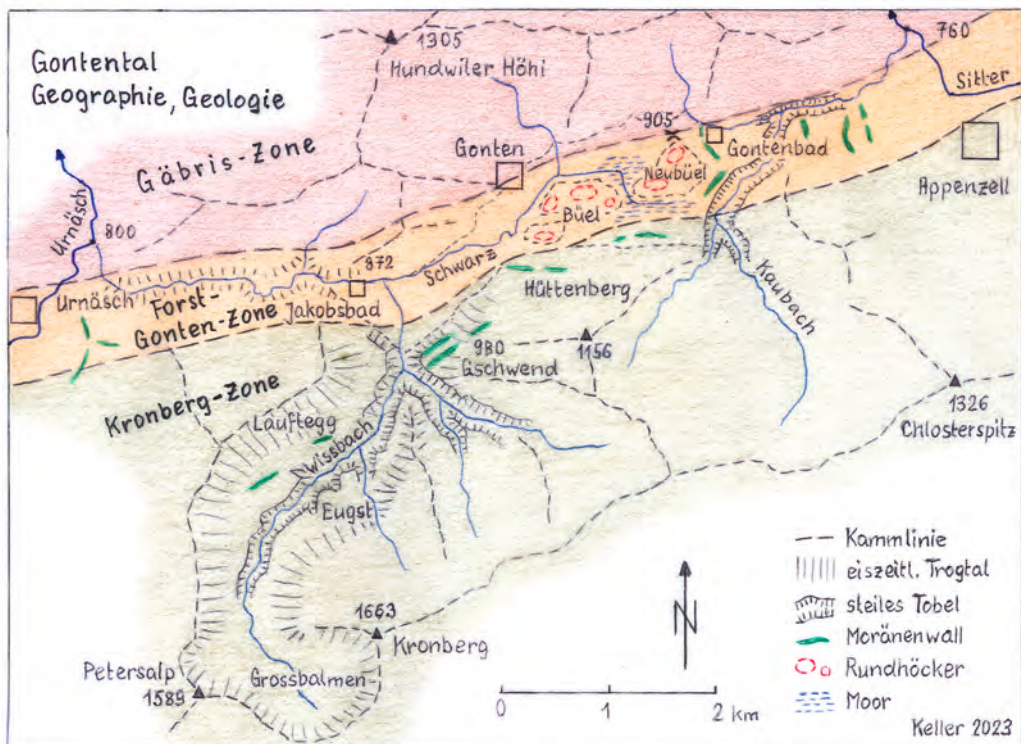 Gontental
Geographie, Geologie
1305
Hundwiler Höhi
760
Sitter
Gäbris-Zone
905
Gonten
Gontenbad
Neubüel
Büel
Appenzell
Urnäsch
800
872
Schwarz
Urnäsch
Forst-
Gonten-Zone
Jakobsbad
Hüttenberg
Kaubach
980
Gschwend
1156
Kronberg-Zone
1326
Chlosterspitz
Lauftegg
Wissbach
Eugst
1663
Kronberg
Petersalp
1589
Grossbalmen
N
0 1 2 km
Kammlinie
eiszeitl. Trogtal
steiles Tobel
Moränenwall
Rundhöcker
Moor
Keller 2023